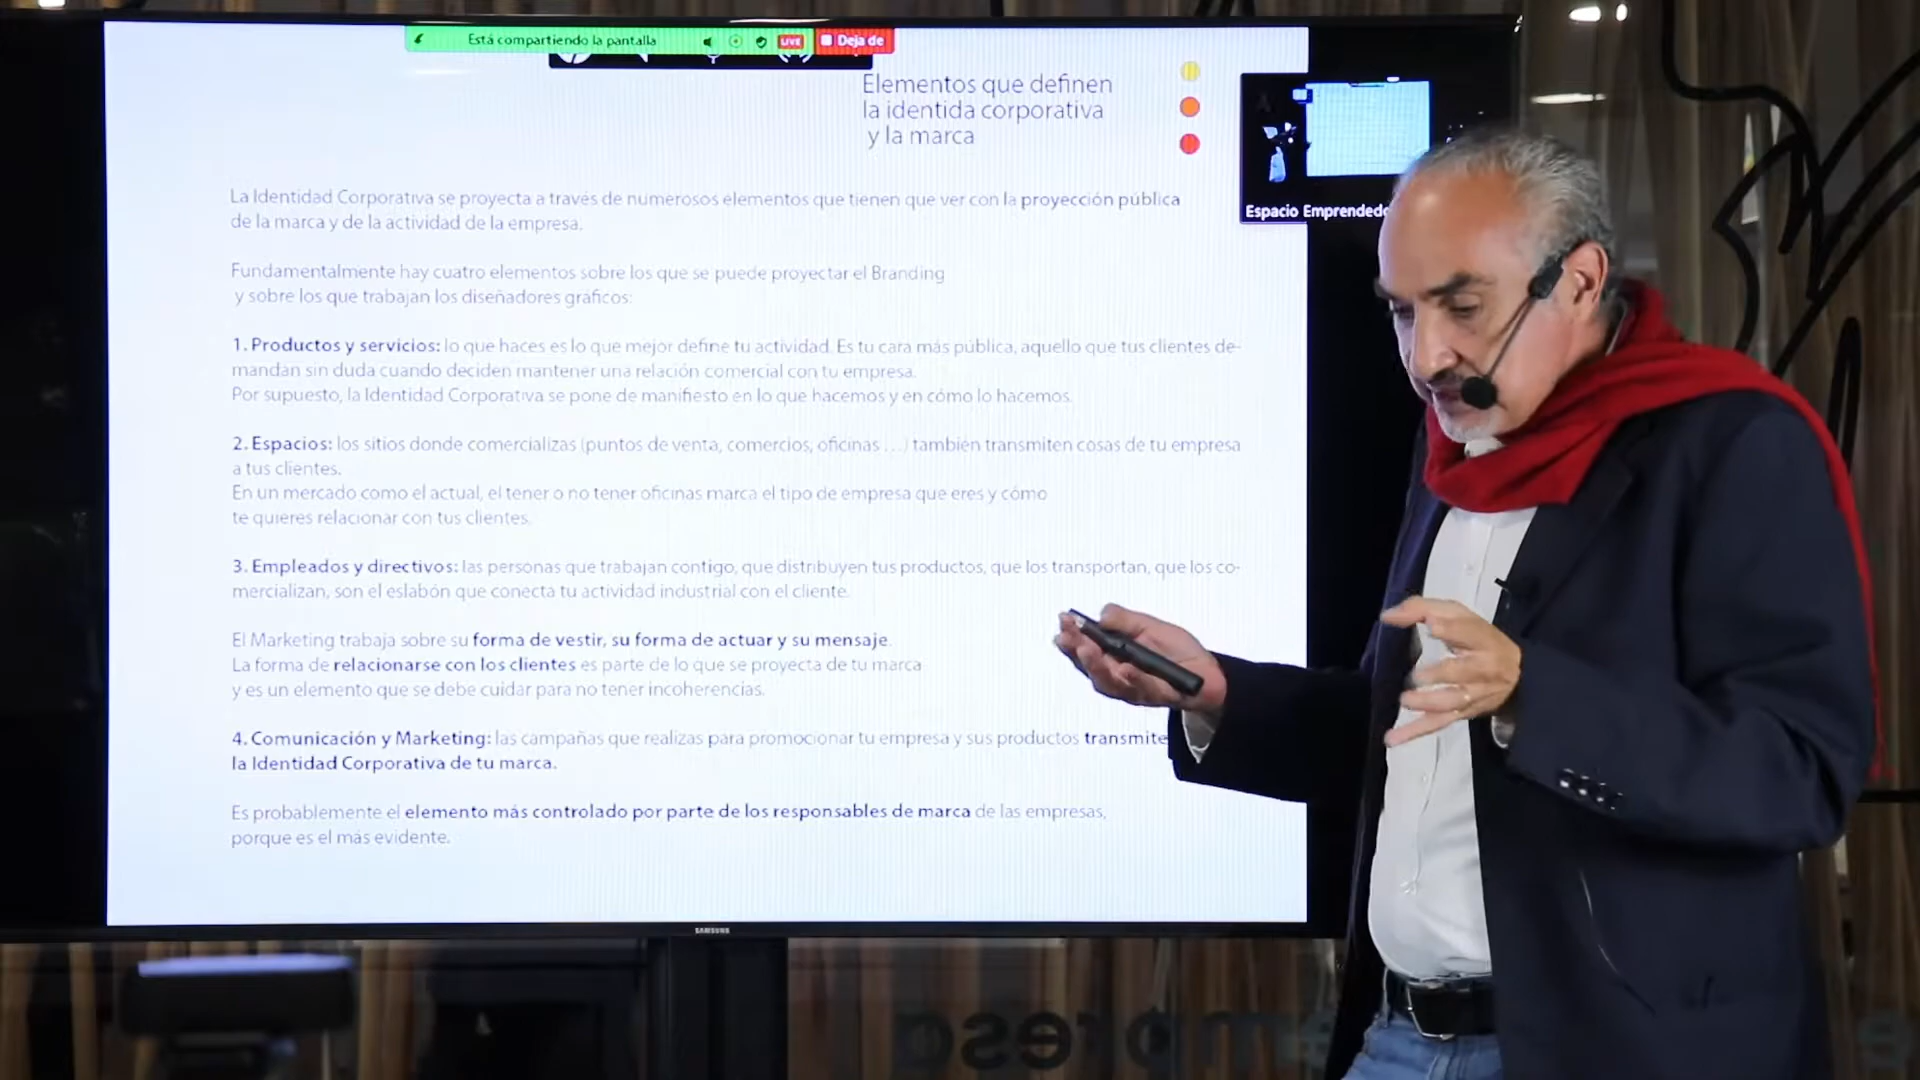 Está compartiendo la pantalla
LIVE
Deja de
Elementos que definen
la identida corporativa
y la marca
Espacio Emprended
La Identidad Corporativa se proyecta a través de numerosos elementos que tienen que ver con la proyección pública
de la marca y de la actividad de la empresa.
Fundamentalmente hay cuatro elementos sobre los que se puede proyectar el Branding
y sobre los que trabajan los diseñadores gráficos:
1. Productos y servicios: lo que haces es lo que mejor define tu actividad. Es tu cara más pública, aquello que tus clientes de-
mandan sin duda cuando deciden mantener una relación comercial con tu empresa.
Por supuesto, la Identidad Corporativa se pone de manifiesto en lo que hacemos y en cómo lo hacemos.
2. Espacios: los sitios donde comercializas (puntos de venta, comercios, oficinas ...) también transmiten cosas de tu empresa
a tus clientes.
En un mercado como el actual, el tener o no tener oficinas marca el tipo de empresa que eres y cómo
te quieres relacionar con tus clientes.
3. Empleados y directivos: las personas que trabajan contigo, que distribuyen tus productos, que los transportan, que los co-
mercializan, son el eslabón que conecta tu actividad industrial con el cliente.
El Marketing trabaja sobre su forma de vestir, su forma de actuar y su mensaje.
La forma de relacionarse con los clientes es parte de lo que se proyecta de tu marca
y es un elemento que se debe cuidar para no tener incoherencias.
4. Comunicación y Marketing: las campañas que realizas para promocionar tu empresa y sus productos transmite
la Identidad Corporativa de tu marca.
Es probablemente el elemento más controlado por parte de los responsables de marca de las empresas,
porque es el más evidente.
SAMSUNG
empresa